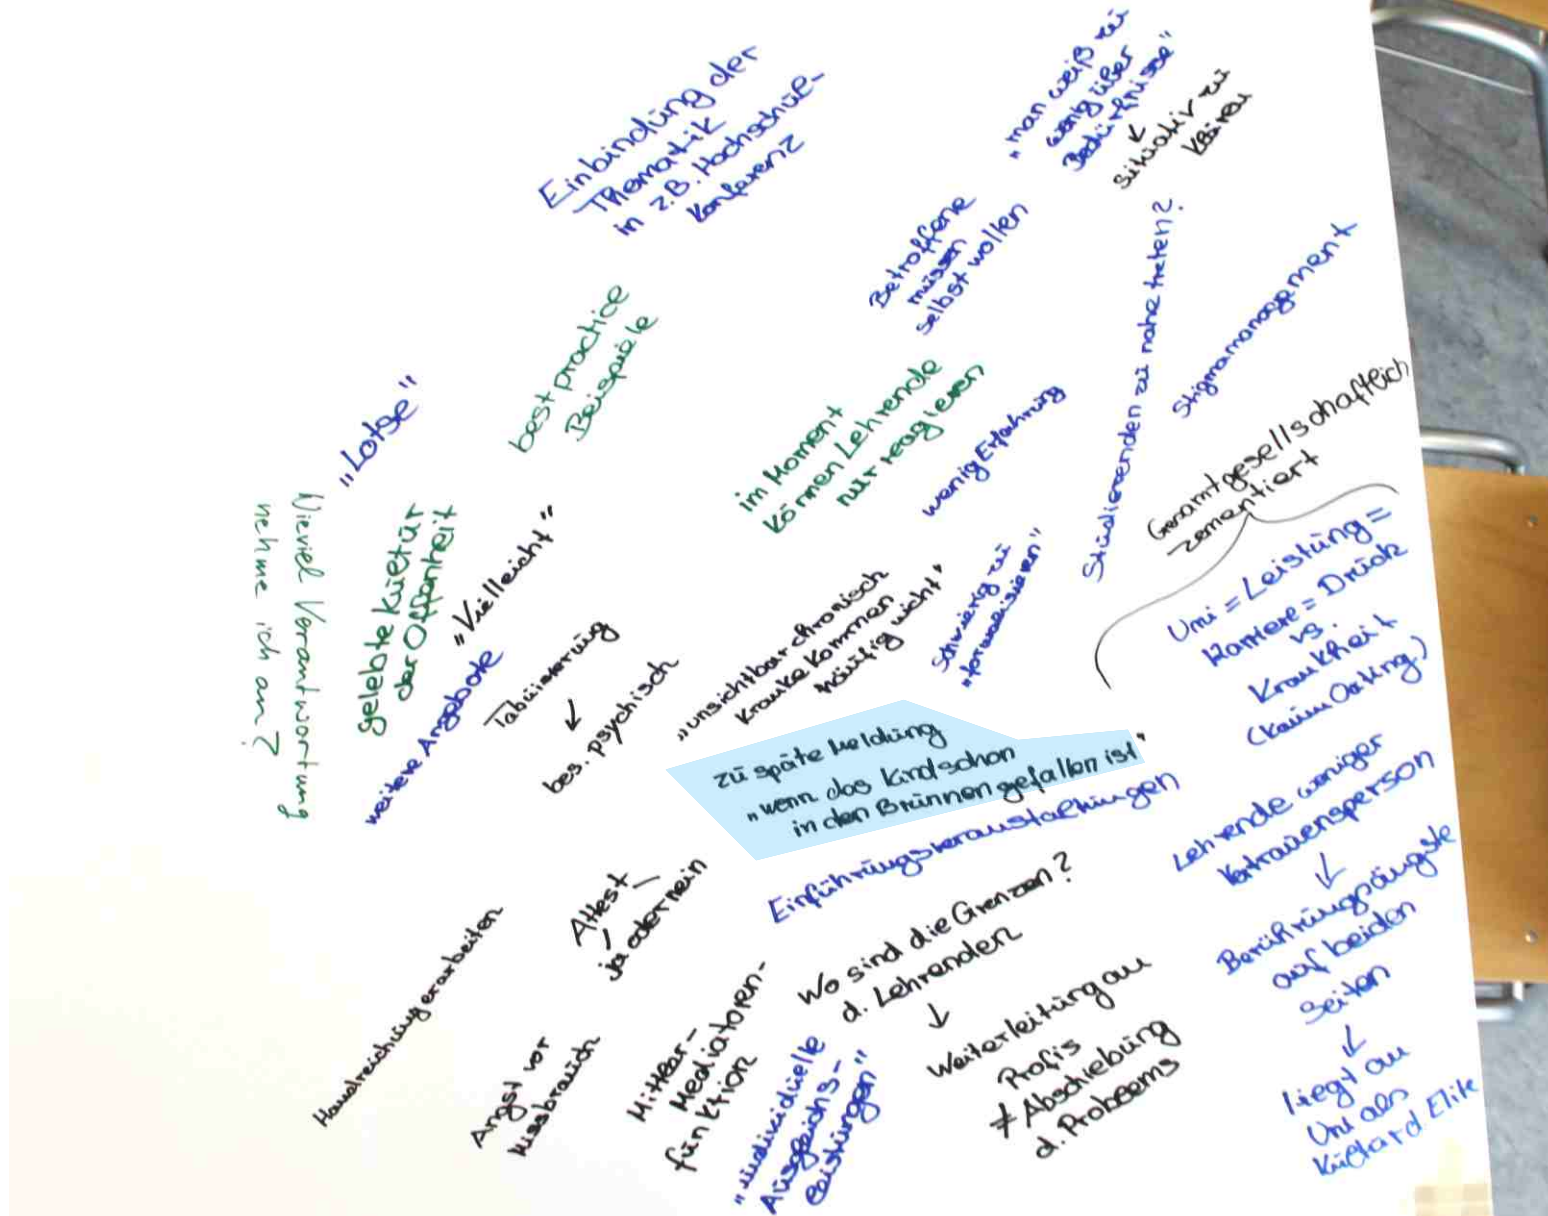 Einbindung der
Thematik
in z.B. Hochschul-
konferenz
„man weiß zu
wenig über
Bedürfnisse"
↙
situativ zu
klären
Betroffene
müssen
selbst wollen
Studierenden zu nahe treten?
Stigmamanagement
best practice
Beispiele
„Lotse"
im Moment
können Lehrende
nur reagieren
wenig Erfahrung
Gesamtgesellschaftlich
zementiert
Uni = Leistung =
Karriere = Druck
vs.
Krankheit
(kaum Outing)
Wieviel Verantwortung
nehme ich an?
gelebte Kultur
der Offenheit
„Vielleicht"
weitere Angebote
Tabuisierung
↓
bes. psychisch
„unsichtbar chronisch
Kranke kommen
häufig nicht"
Schwierig zu
„formalisieren"
zu späte Meldung
„wenn das Kind schon
in den Brunnen gefallen ist"
Einführungsveranstaltungen
Lehrende weniger
Vertrauensperson
↓
Berührungsängste
auf beiden
Seiten
↓
liegt an
Uni als
Elite
Attest
ja oder nein
Handreichung erarbeiten
Angst vor
Missbrauch
Mittler-
Mediatoren-
funktion
„individuelle
Ausgleichs-
leistungen"
Wo sind die Grenzen?
d. Lehrenden
↓
Weiterleitung an
Profis
≠ Abschiebung
d. Problems